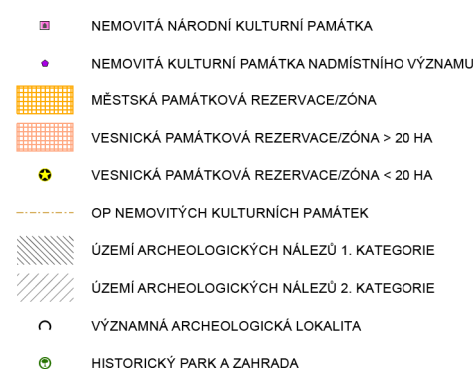 NEMOVITÁ NÁRODNÍ KULTURNÍ PAMÁTKA
NEMOVITÁ KULTURNÍ PAMÁTKA NADMÍSTNÍHO VÝZNAMU
MĚSTSKÁ PAMÁTKOVÁ REZERVACE/ZÓNA
VESNICKÁ PAMÁTKOVÁ REZERVACE/ZÓNA > 20 HA
VESNICKÁ PAMÁTKOVÁ REZERVACE/ZÓNA < 20 HA
OP NEMOVITÝCH KULTURNÍCH PAMÁTEK
ÚZEMÍ ARCHEOLOGICKÝCH NÁLEZŮ 1. KATEGORIE
ÚZEMÍ ARCHEOLOGICKÝCH NÁLEZŮ 2. KATEGORIE
VÝZNAMNÁ ARCHEOLOGICKÁ LOKALITA
HISTORICKÝ PARK A ZAHRADA